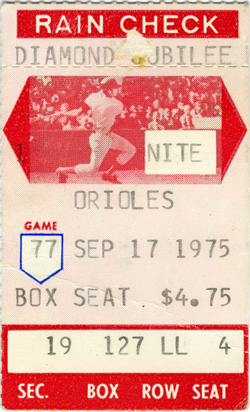 RAIN CHECK
DIAMOND JUBILEE
1 NITE
ORIOLES
GAME
77 SEP 17 1975
BOX SEAT $4.75
19 127 LL 4
SEC. BOX ROW SEAT